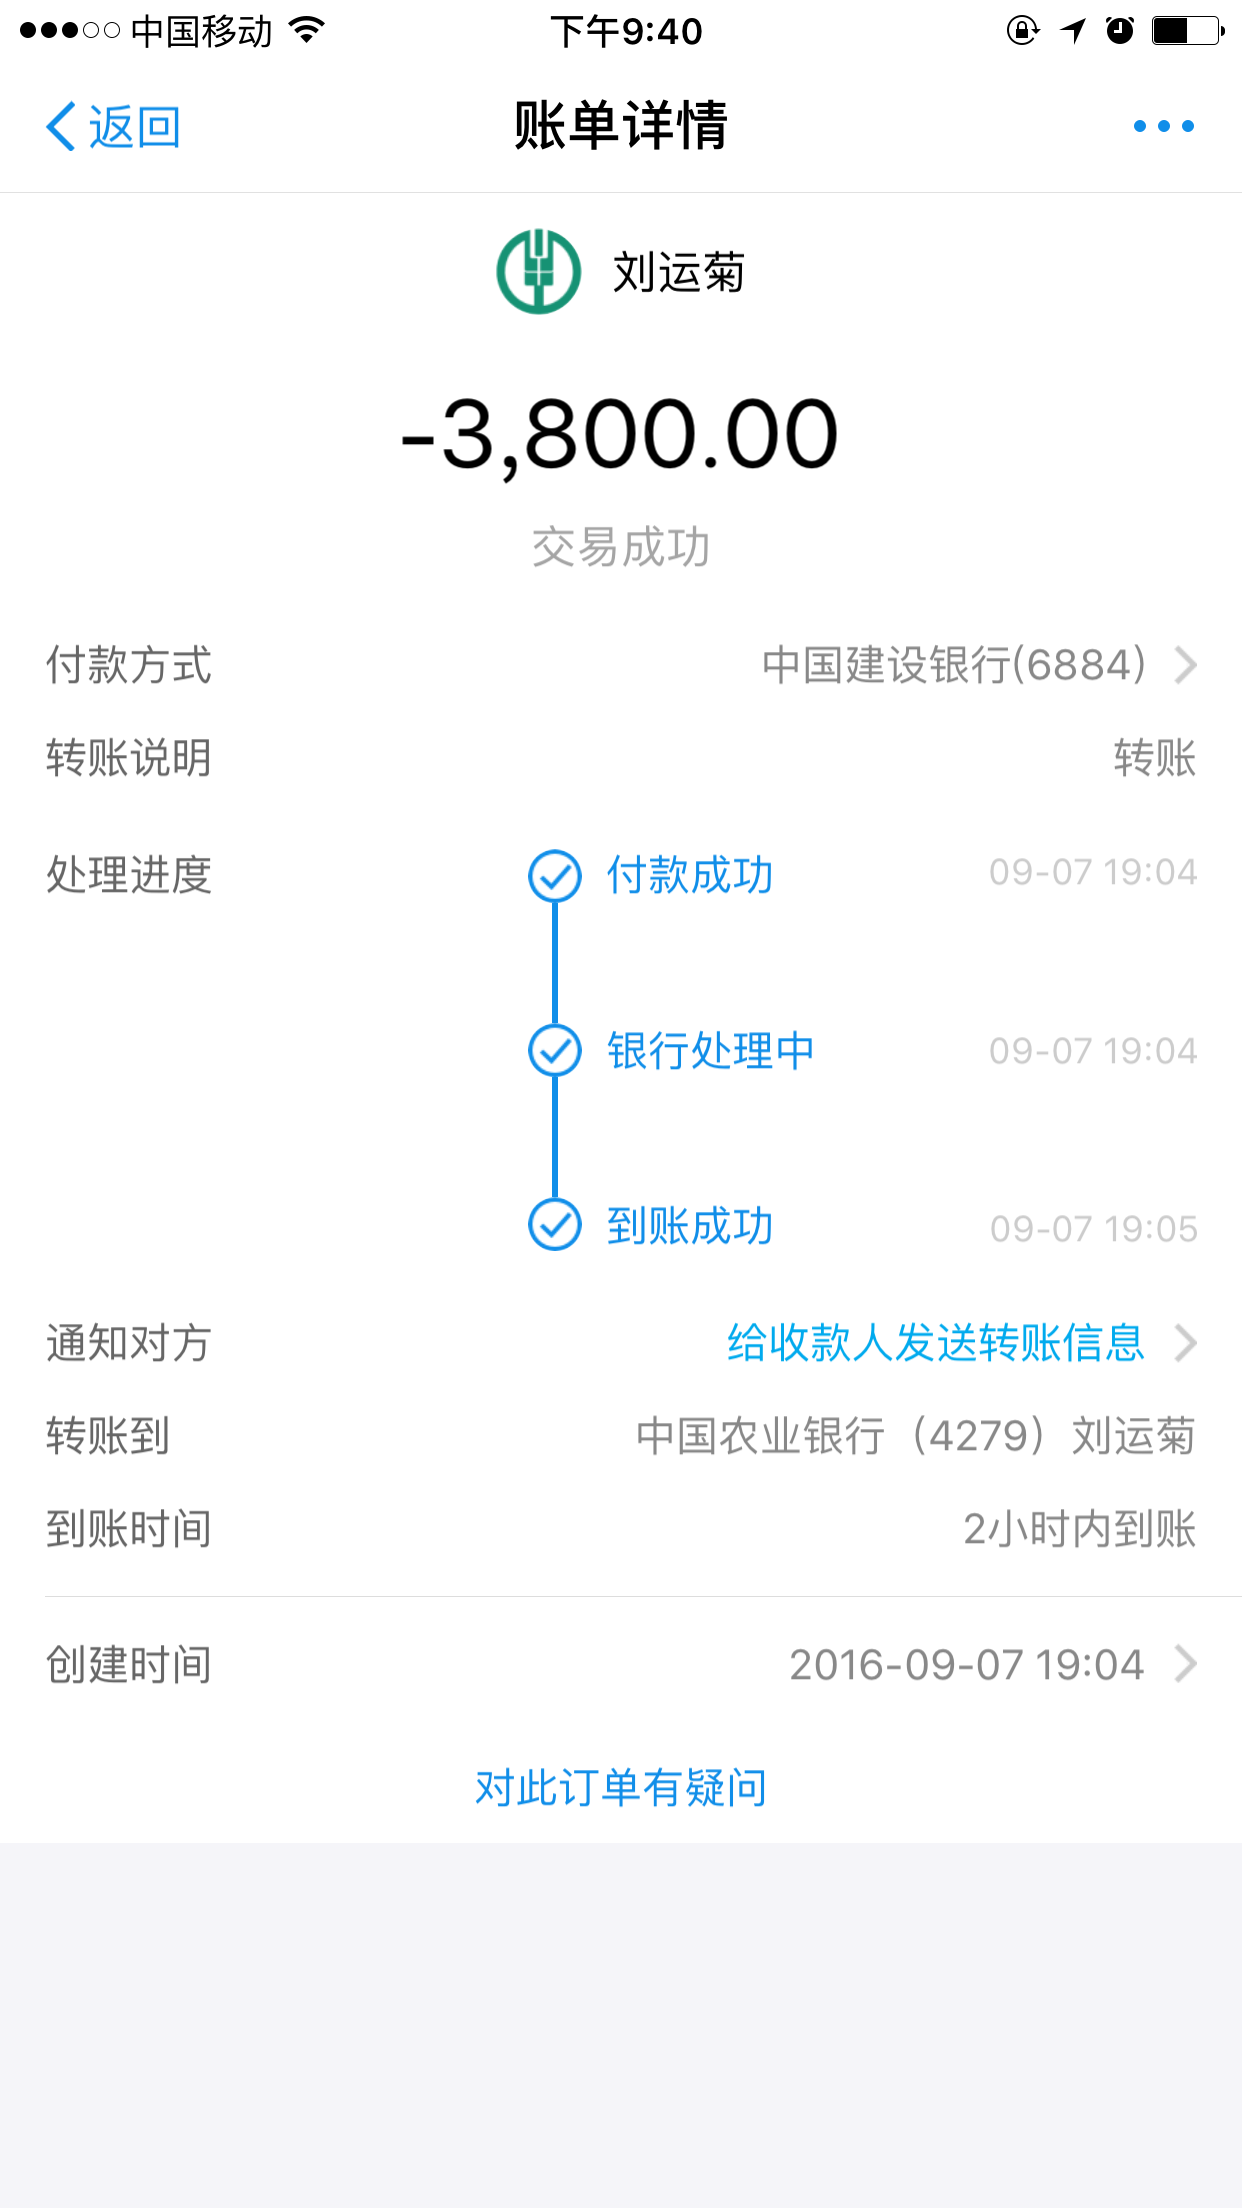 中国移动 下午9:40
返回 账单详情
刘运菊
-3,800.00
交易成功
付款方式 中国建设银行(6884)
转账说明 转账
处理进度 付款成功 09-07 19:04
银行处理中 09-07 19:04
到账成功 09-07 19:05
通知对方 给收款人发送转账信息
转账到 中国农业银行（4279）刘运菊
到账时间 2小时内到账
创建时间 2016-09-07 19:04
对此订单有疑问